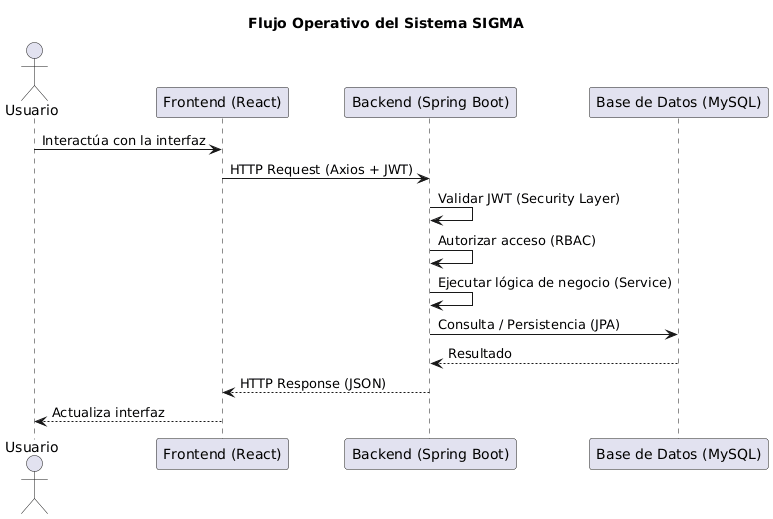 Flujo Operativo del Sistema SIGMA
Usuario
Frontend (React)
Backend (Spring Boot)
Base de Datos (MySQL)
Interactúa con la interfaz
HTTP Request (Axios + JWT)
Validar JWT (Security Layer)
Autorizar acceso (RBAC)
Ejecutar lógica de negocio (Service)
Consulta / Persistencia (JPA)
Resultado
HTTP Response (JSON)
Actualiza interfaz
Usuario
Frontend (React)
Backend (Spring Boot)
Base de Datos (MySQL)